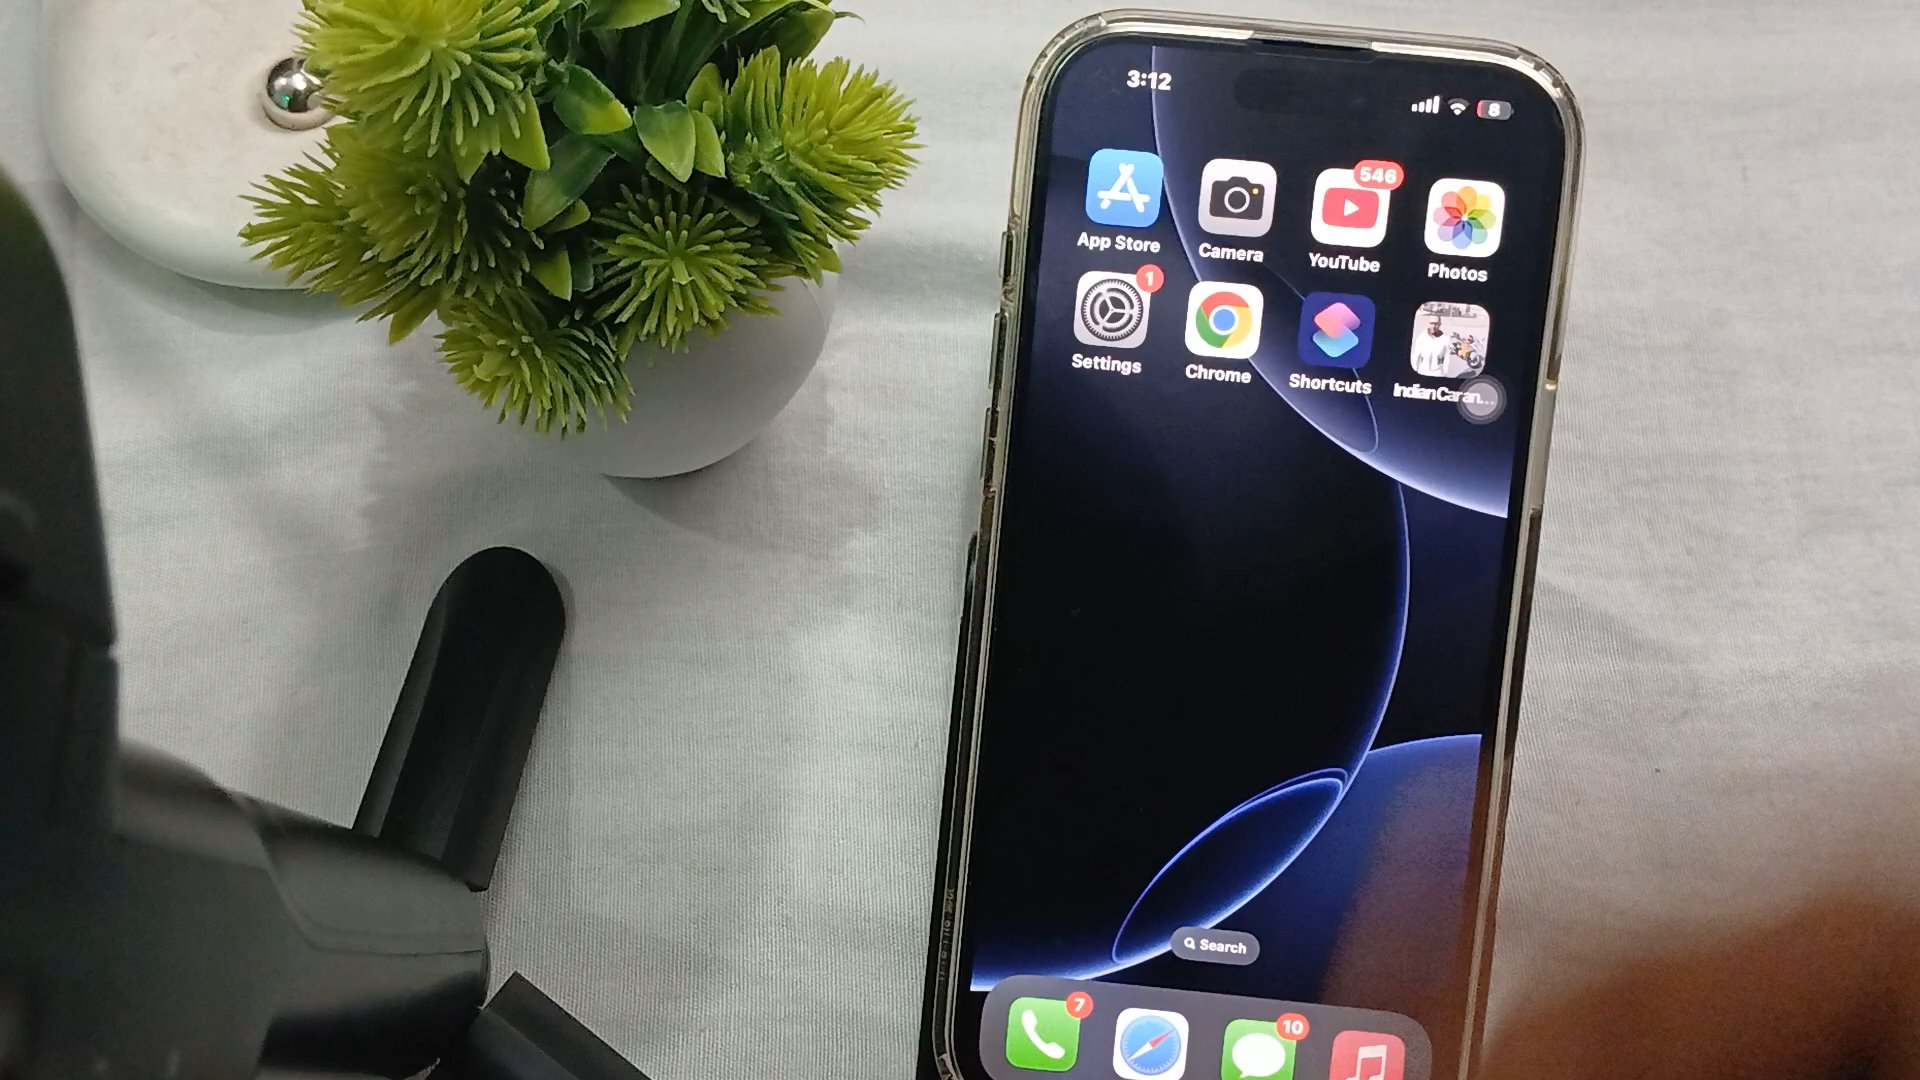 3:12
8
546
App Store
Camera
YouTube
Photos
1
Settings
Chrome
Shortcuts
IndianCaran...
Search
7
10